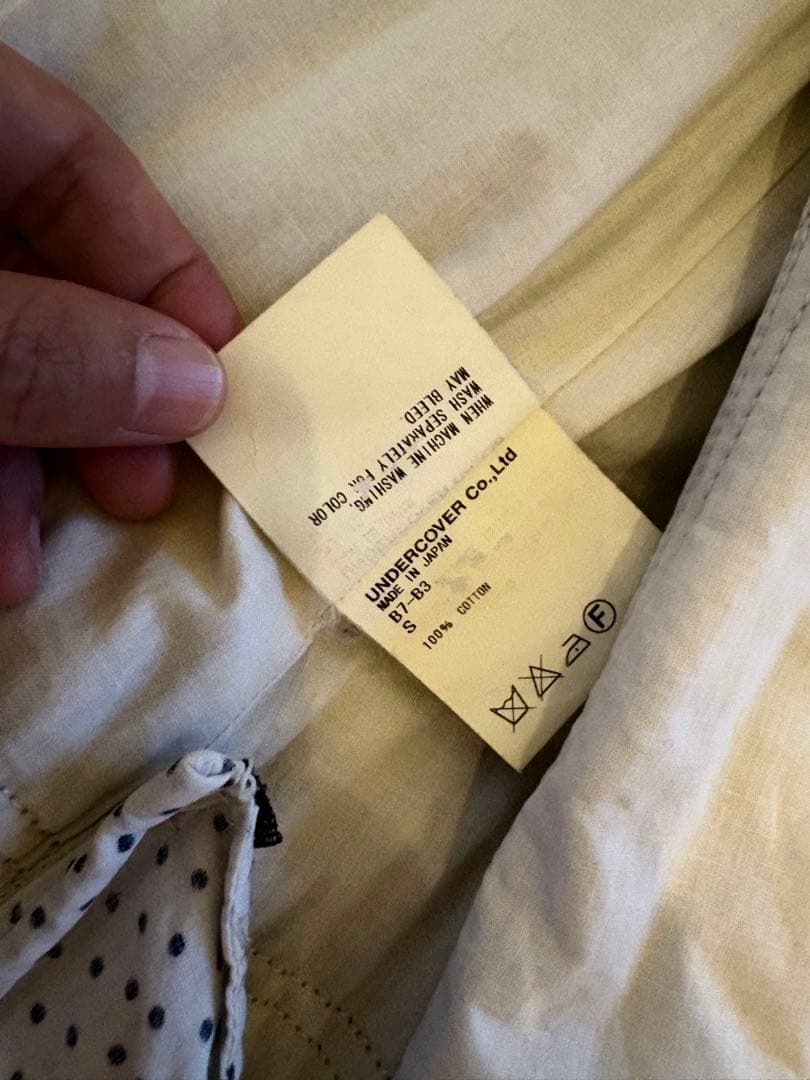 WHEN MACHINE WASHING,
WASH SEPARATELY FOR COLOR
MAY BLEED.
UNDERCOVER Co.,Ltd
MADE IN JAPAN
B7-B3
S
100% COTTON
F